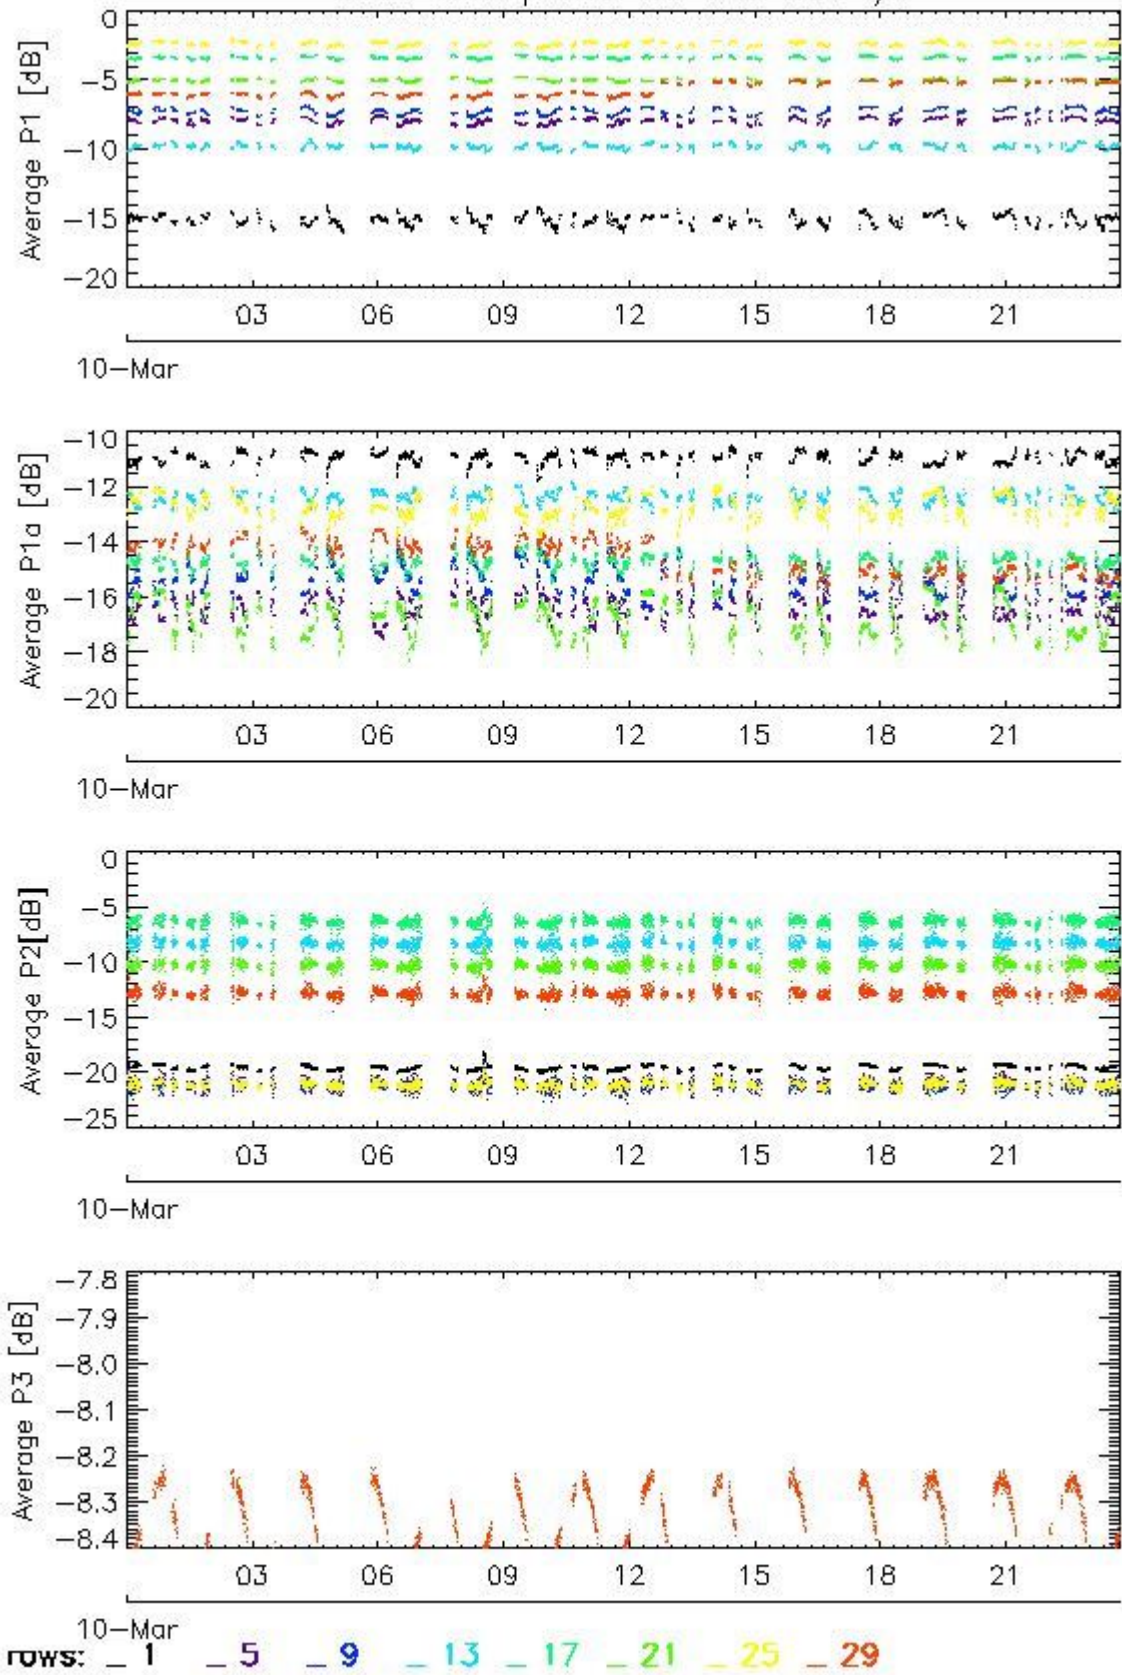 0
−5
−10
−15
−20
Average P1 [dB]
03 06 09 12 15 18 21
10−Mar
−10
−12
−14
−16
−18
−20
Average P1a [dB]
03 06 09 12 15 18 21
10−Mar
0
−5
−10
−15
−20
−25
Average P2[dB]
03 06 09 12 15 18 21
10−Mar
−7.8
−7.9
−8.0
−8.1
−8.2
−8.3
−8.4
Average P3 [dB]
03 06 09 12 15 18 21
10−Mar
rows: _ 1 _ 5 _ 9 _ 13 _ 17 _ 21 _ 25 _ 29